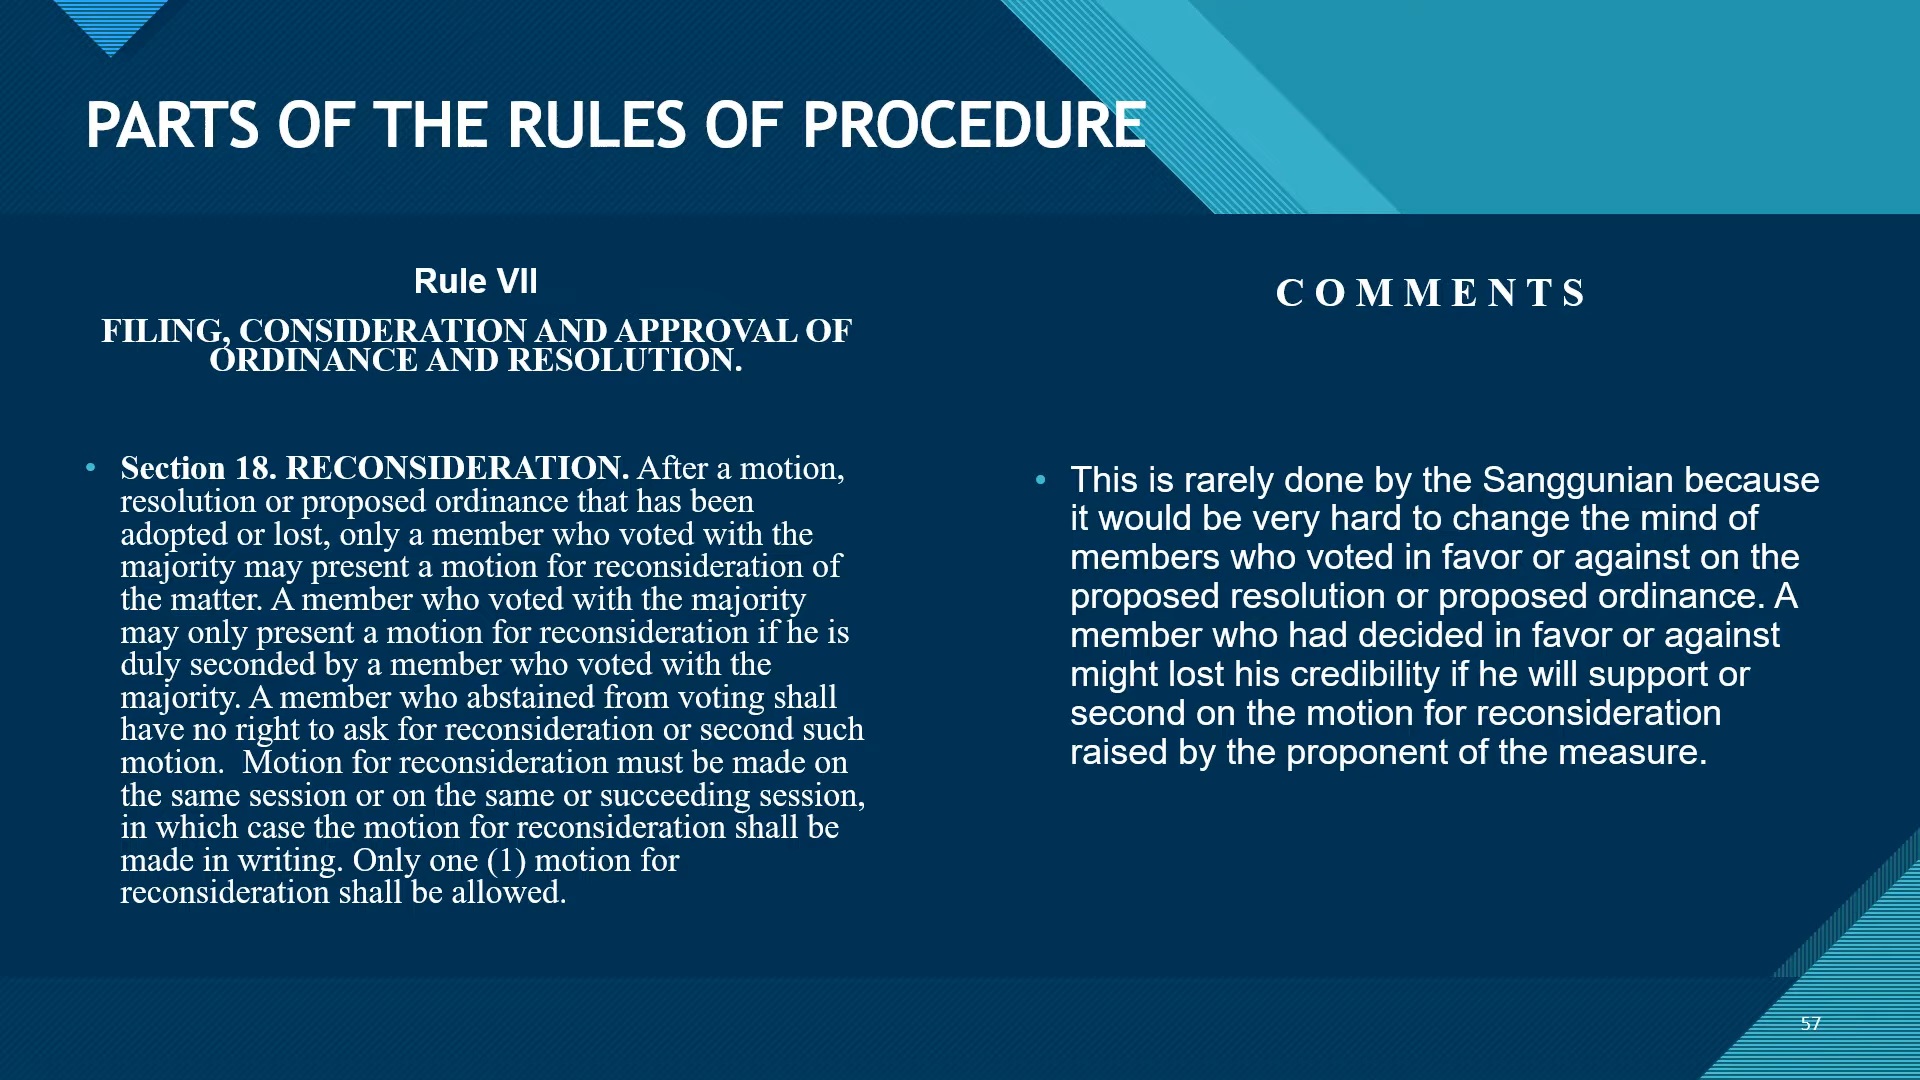 PARTS OF THE RULES OF PROCEDURE
Rule VII
FILING, CONSIDERATION AND APPROVAL OF
ORDINANCE AND RESOLUTION.
• Section 18. RECONSIDERATION. After a motion,
resolution or proposed ordinance that has been
adopted or lost, only a member who voted with the
majority may present a motion for reconsideration of
the matter. A member who voted with the majority
may only present a motion for reconsideration if he is
duly seconded by a member who voted with the
majority. A member who abstained from voting shall
have no right to ask for reconsideration or second such
motion.  Motion for reconsideration must be made on
the same session or on the same or succeeding session,
in which case the motion for reconsideration shall be
made in writing. Only one (1) motion for
reconsideration shall be allowed.
C O M M E N T S
• This is rarely done by the Sanggunian because
it would be very hard to change the mind of
members who voted in favor or against on the
proposed resolution or proposed ordinance. A
member who had decided in favor or against
might lost his credibility if he will support or
second on the motion for reconsideration
raised by the proponent of the measure.
57